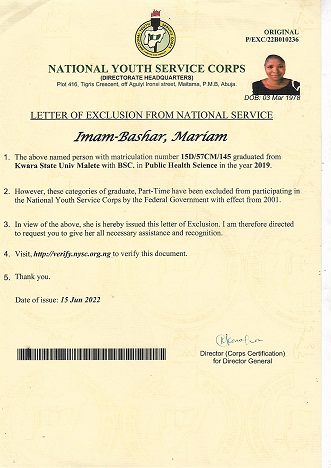 ORIGINAL
P/EXC/22B010236
NATIONAL YOUTH SERVICE CORPS
(DIRECTORATE HEADQUARTERS)
Plot 416, Tigris Crescent, off Aguiyi Ironsi street, Maitama, P.M.B, Abuja.
DOB: 03 Mar 1978
LETTER OF EXCLUSION FROM NATIONAL SERVICE
Imam-Bashar, Mariam
1. The above named person with matriculation number 15D/57CM/145 graduated from
Kwara State Univ Malete with BSC. in Public Health Science in the year 2019.
2. However, these categories of graduate, Part-Time have been excluded from participating in
the National Youth Service Corps by the Federal Government with effect from 2001.
3. In view of the above, she is hereby issued this letter of Exclusion. I am therefore directed
to request you to give her all necessary assistance and recognition.
4. Visit, http://verify.nysc.org.ng to verify this document.
5. Thank you.
Date of issue: 15 Jun 2022
Director (Corps Certification)
for Director General